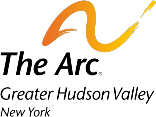 The Arc®
Greater Hudson Valley
New York